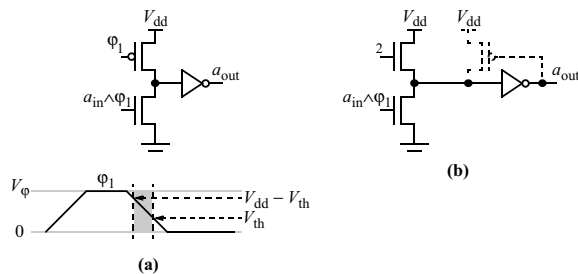 V_dd
φ_1
a_out
a_in∧φ_1
V_φ
φ_1
V_dd − V_th
V_th
0
(a)
V_dd
V_dd
2
a_out
a_in∧φ_1
(b)